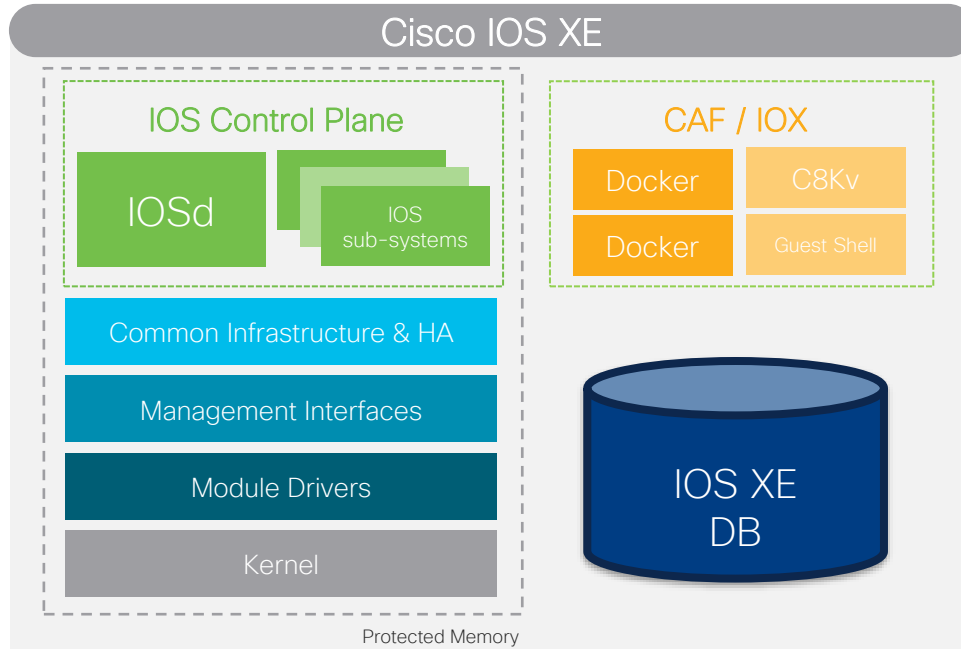 Cisco IOS XE
IOS Control Plane
IOSd
IOS
sub-systems
Common Infrastructure & HA
Management Interfaces
Module Drivers
Kernel
Protected Memory
CAF / IOX
Docker
C8Kv
Docker
Guest Shell
IOS XE
DB